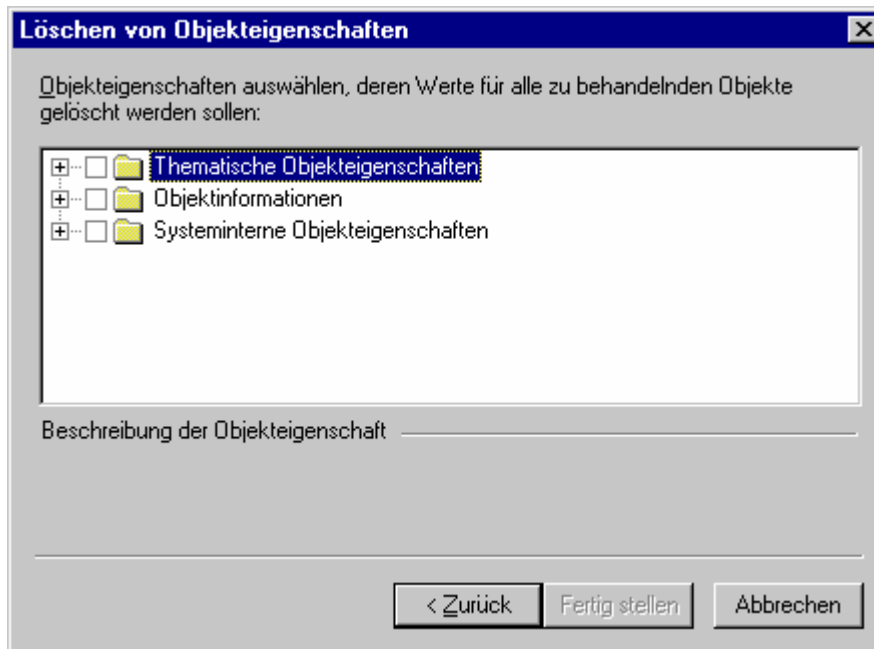 Löschen von Objekteigenschaften
Objekteigenschaften auswählen, deren Werte für alle zu behandelnden Objekte
gelöscht werden sollen:
Thematische Objekteigenschaften
Objektinformationen
Systeminterne Objekteigenschaften
Beschreibung der Objekteigenschaft
< Zurück
Fertig stellen
Abbrechen